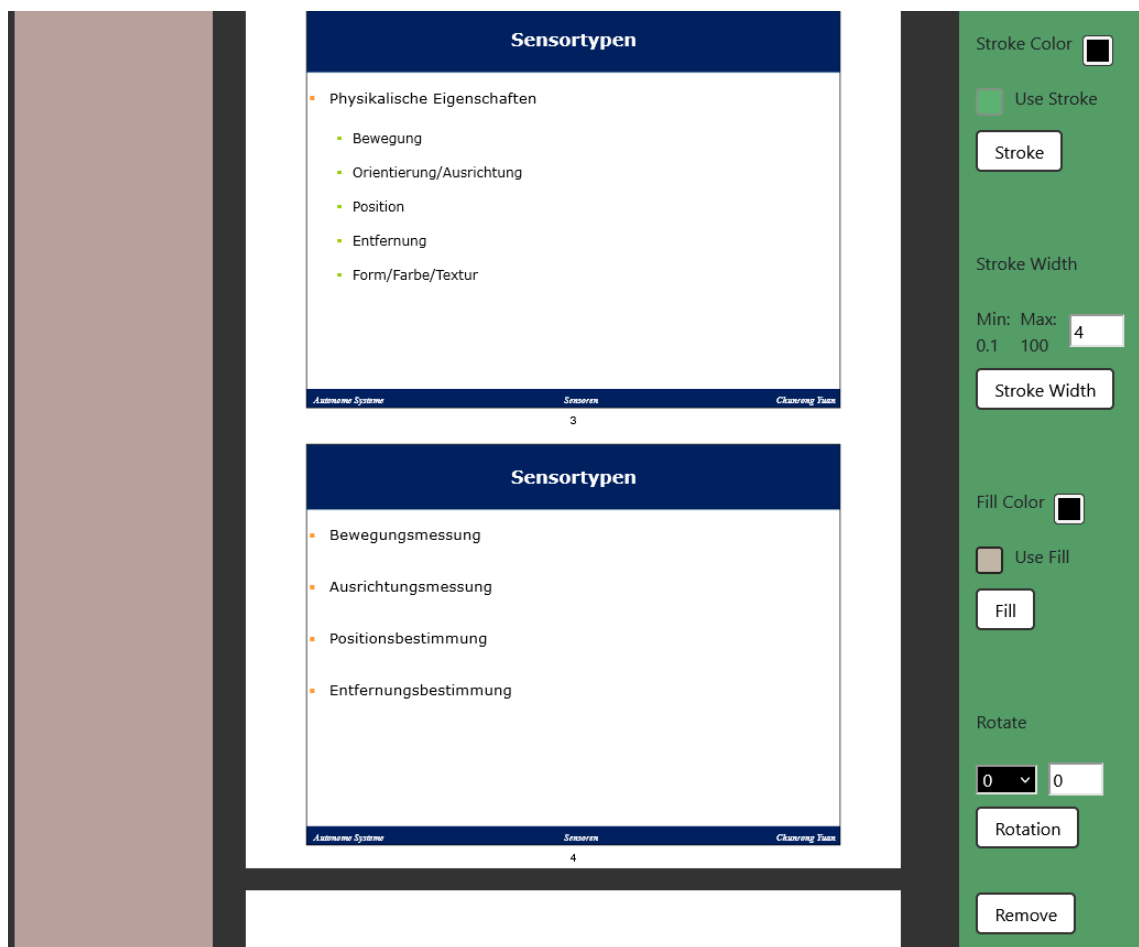 Sensortypen
Physikalische Eigenschaften
Bewegung
Orientierung/Ausrichtung
Position
Entfernung
Form/Farbe/Textur
Autonome Systeme Sensoren Chunrong Yuan
3
Sensortypen
Bewegungsmessung
Ausrichtungsmessung
Positionsbestimmung
Entfernungsbestimmung
Autonome Systeme Sensoren Chunrong Yuan
4
Stroke Color
Use Stroke
Stroke
Stroke Width
Min: Max:
0.1 100
4
Stroke Width
Fill Color
Use Fill
Fill
Rotate
0 0
Rotation
Remove